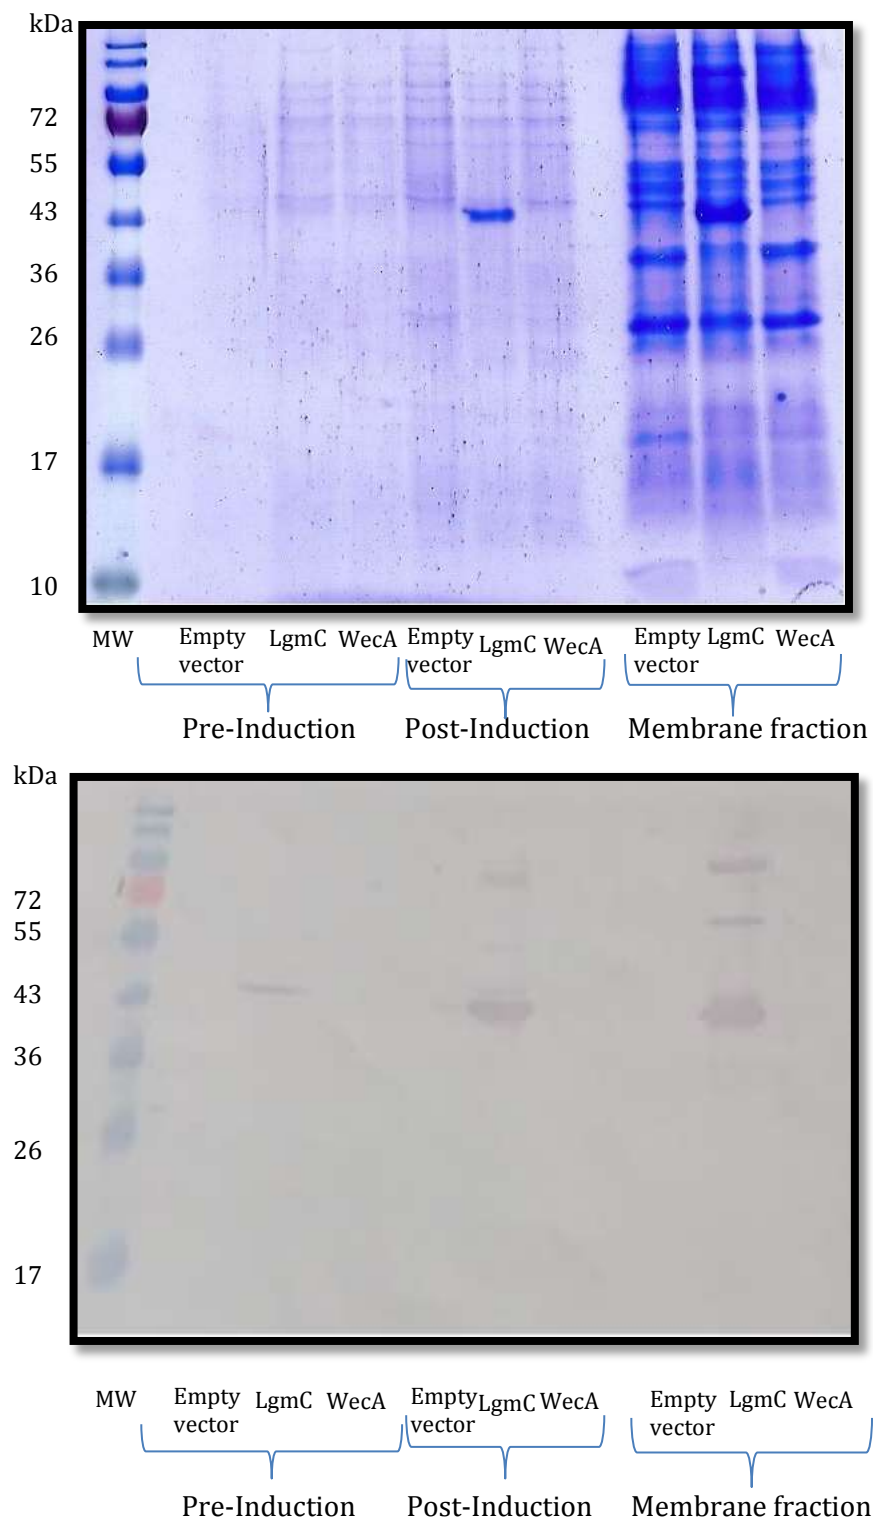 kDa
72
55
43
36
26
17
10
MW Empty LgmC WecA Empty LgmC WecA Empty LgmC WecA
vector vector vector
Pre-Induction Post-Induction Membrane fraction
kDa
72
55
43
36
26
17
MW Empty LgmC WecA Empty LgmC WecA Empty LgmC WecA
vector vector vector
Pre-Induction Post-Induction Membrane fraction